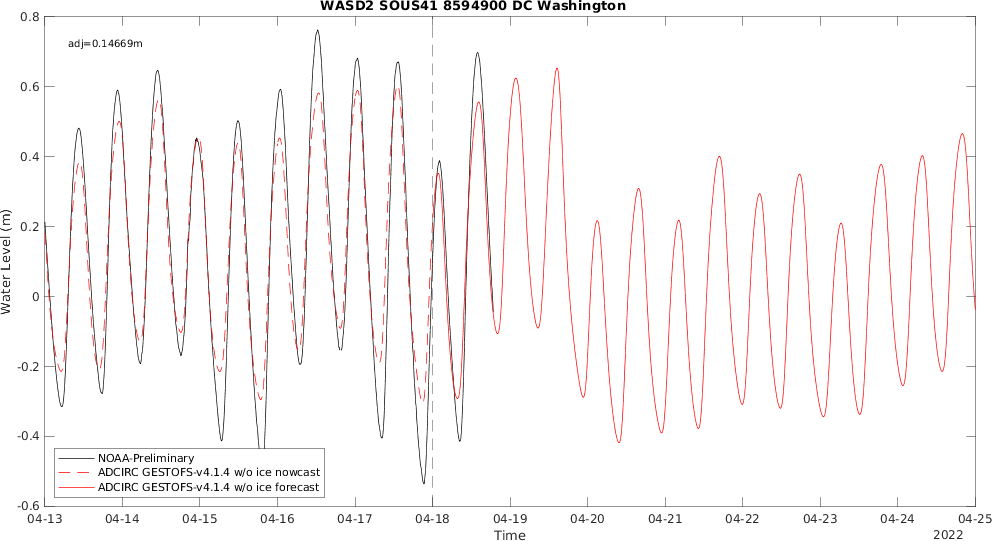 WASD2 SOUS41 8594900 DC Washington
adj=0.14669m
0.8
0.6
0.4
0.2
0
-0.2
-0.4
-0.6
Water Level (m)
NOAA-Preliminary
ADCIRC GESTOFS-v4.1.4 w/o ice nowcast
ADCIRC GESTOFS-v4.1.4 w/o ice forecast
04-13 04-14 04-15 04-16 04-17 04-18 04-19 04-20 04-21 04-22 04-23 04-24 04-25
Time
2022